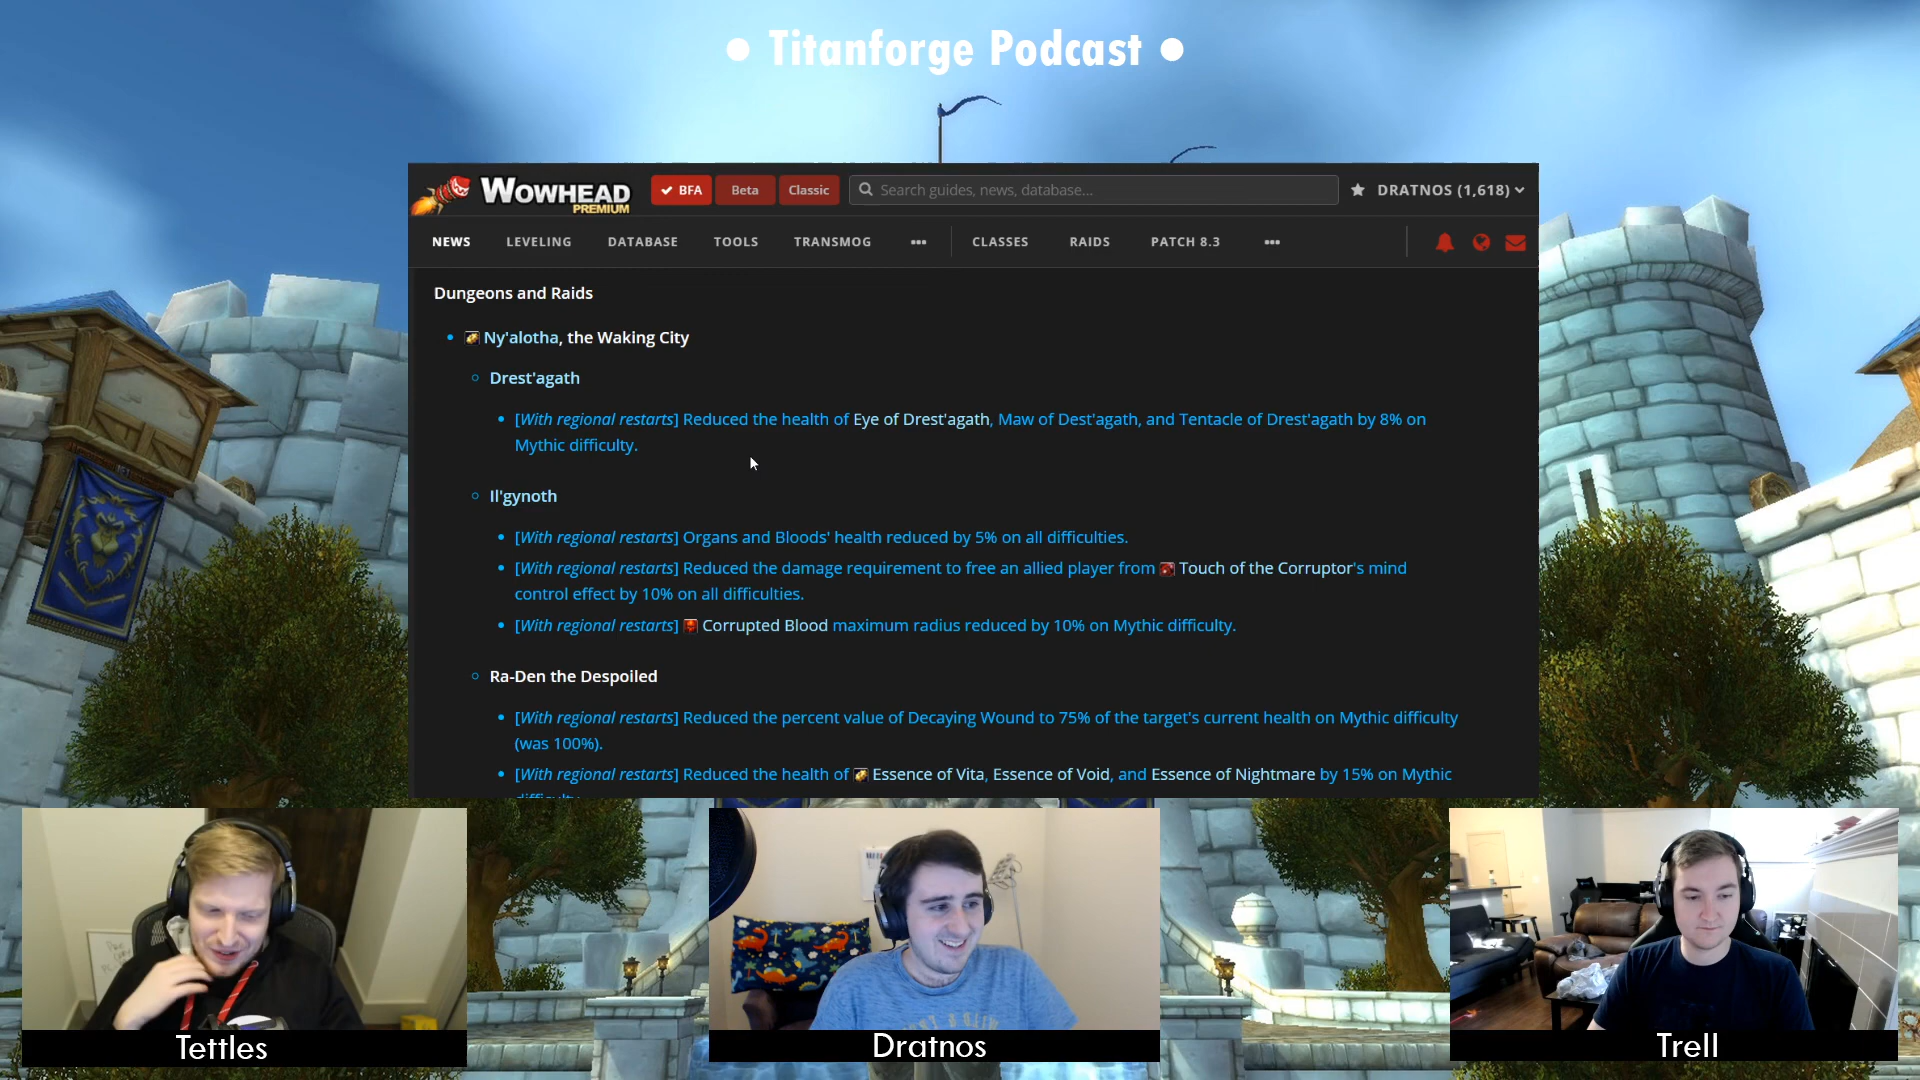 • Titanforge Podcast •
WOWHEAD
PREMIUM
BFA
Beta
Classic
Search guides, news, database...
DRATNOS (1,618)
NEWS LEVELING DATABASE TOOLS TRANSMOG ••• CLASSES RAIDS PATCH 8.3 •••
Dungeons and Raids
• Ny'alotha, the Waking City
○ Drest'agath
• [With regional restarts] Reduced the health of Eye of Drest'agath, Maw of Dest'agath, and Tentacle of Drest'agath by 8% on
Mythic difficulty.
○ Il'gynoth
• [With regional restarts] Organs and Bloods' health reduced by 5% on all difficulties.
• [With regional restarts] Reduced the damage requirement to free an allied player from Touch of the Corruptor's mind
control effect by 10% on all difficulties.
• [With regional restarts] Corrupted Blood maximum radius reduced by 10% on Mythic difficulty.
○ Ra-Den the Despoiled
• [With regional restarts] Reduced the percent value of Decaying Wound to 75% of the target's current health on Mythic difficulty
(was 100%).
• [With regional restarts] Reduced the health of Essence of Vita, Essence of Void, and Essence of Nightmare by 15% on Mythic
difficulty.
Tettles
Dratnos
Trell